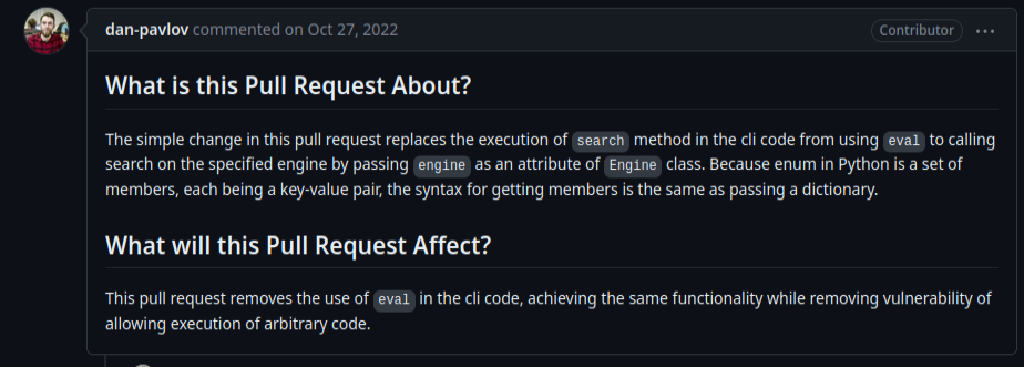 dan-pavlov commented on Oct 27, 2022
Contributor
What is this Pull Request About?
The simple change in this pull request replaces the execution of search method in the cli code from using eval to calling
search on the specified engine by passing engine as an attribute of Engine class. Because enum in Python is a set of
members, each being a key-value pair, the syntax for getting members is the same as passing a dictionary.
What will this Pull Request Affect?
This pull request removes the use of eval in the cli code, achieving the same functionality while removing vulnerability of
allowing execution of arbitrary code.